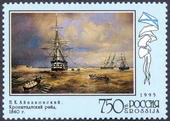 И.К.Айвазовский.
Кронштадтский рейд.
1840 г.
1995
750 РОССИЯ
ROSSIJA